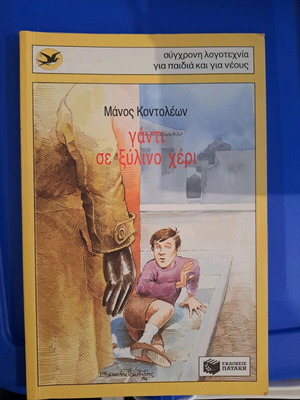 σύγχρονη λογοτεχνία
για παιδιά και για νέους
Μάνος Κοντολέων
γάντι
σε ξύλινο χέρι
ΕΚΔΟΣΕΙΣ
ΠΑΤΑΚΗ